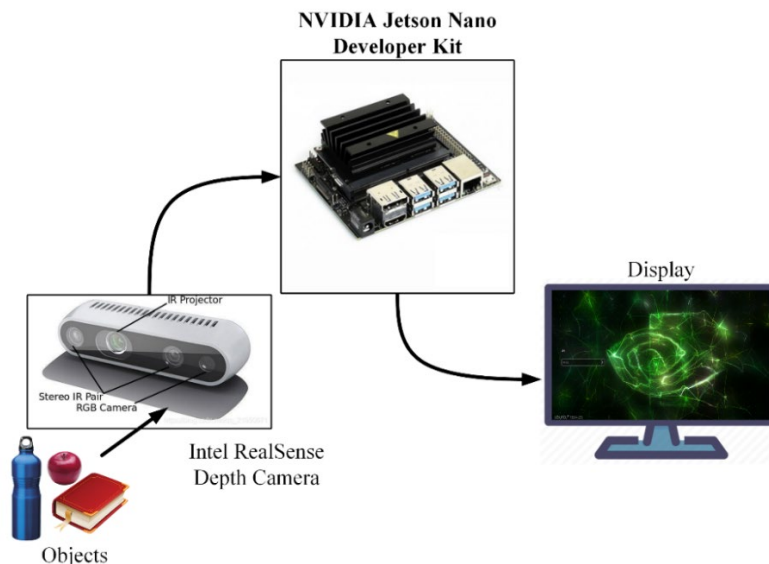 NVIDIA Jetson Nano
Developer Kit
IR Projector
Stereo IR Pair
RGB Camera
Intel RealSense
Depth Camera
Objects
Display